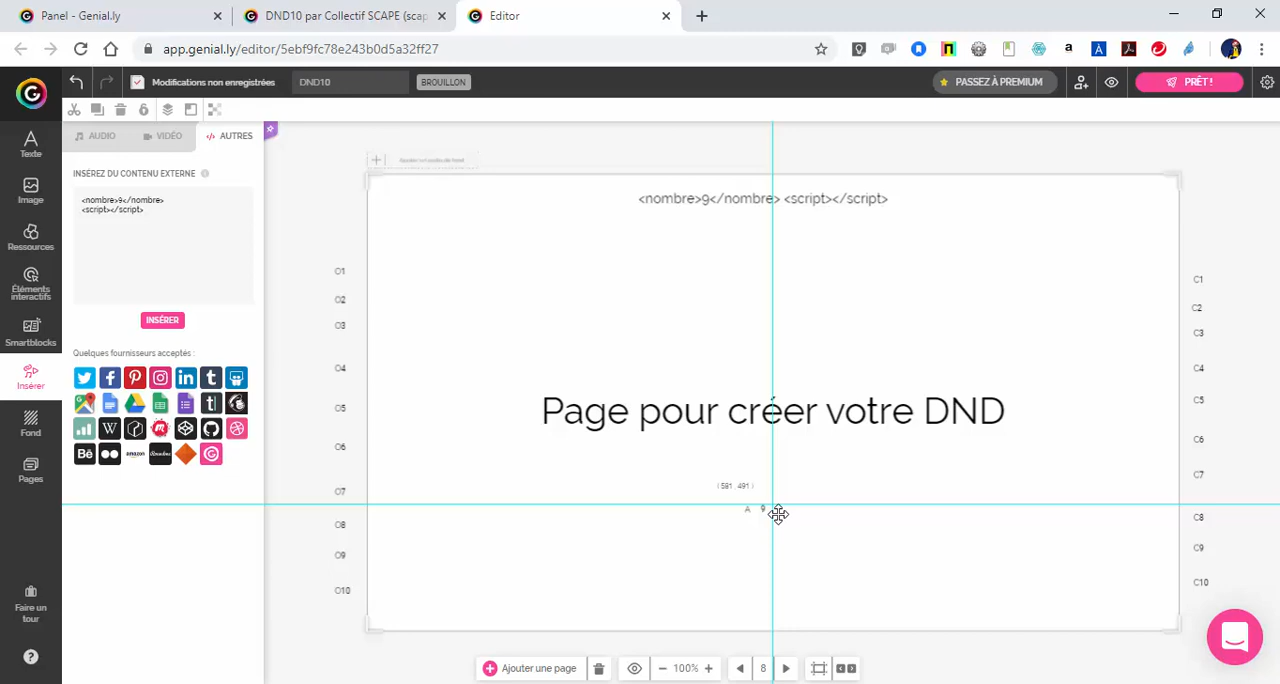 Panel - Genial.ly
DND10 par Collectif SCAPE (scap
Editor
app.genial.ly/editor/5ebf9fc78e243b0d5a32ff27
Modifications non enregistrées
DND10
BROUILLON
PASSEZ À PREMIUM
PRÊT !
AUDIO
VIDÉO
AUTRES
Texte
Image
Ressources
Éléments
interactifs
Smartblocks
Insérer
Fond
Pages
Faire un
tour
INSÉREZ DU CONTENU EXTERNE
<nombre>9</nombre>
<script></script>
INSÉRER
Quelques fournisseurs acceptés :
<nombre>9</nombre> <script></script>
O1
O2
O3
O4
O5
O6
O7
O8
O9
O10
Page pour créer votre DND
( 581 491 )
A 9
C1
C2
C3
C4
C5
C6
C7
C8
C9
C10
Ajouter une page
100%
8